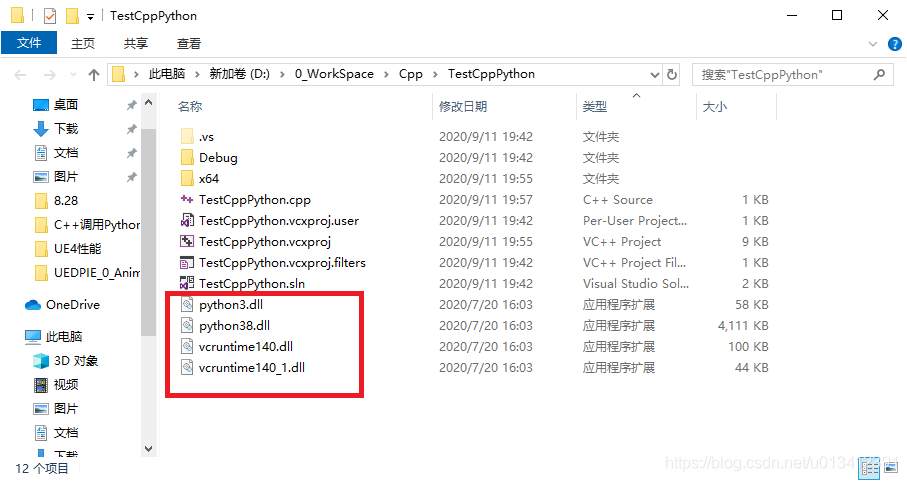 TestCppPython
文件 主页 共享 查看
此电脑 新加卷 (D:) 0_WorkSpace Cpp TestCppPython 搜索"TestCppPython"
名称 修改日期 类型 大小
桌面
下载
文档
图片
8.28
C++调用Python
UE4性能
UEDPIE_0_Anim
OneDrive
此电脑
3D 对象
视频
图片
文档
下载
.vs 2020/9/11 19:42 文件夹
Debug 2020/9/11 19:42 文件夹
x64 2020/9/11 19:55 文件夹
TestCppPython.cpp 2020/9/11 19:57 C++ Source 1 KB
TestCppPython.vcxproj.user 2020/9/11 19:42 Per-User Project... 1 KB
TestCppPython.vcxproj 2020/9/11 19:55 VC++ Project 9 KB
TestCppPython.vcxproj.filters 2020/9/11 19:42 VC++ Project Fil... 1 KB
TestCppPython.sln 2020/9/11 19:42 Visual Studio Sol... 2 KB
python3.dll 2020/7/20 16:03 应用程序扩展 58 KB
python38.dll 2020/7/20 16:03 应用程序扩展 4,111 KB
vcruntime140.dll 2020/7/20 16:03 应用程序扩展 100 KB
vcruntime140_1.dll 2020/7/20 16:03 应用程序扩展 44 KB
12 个项目